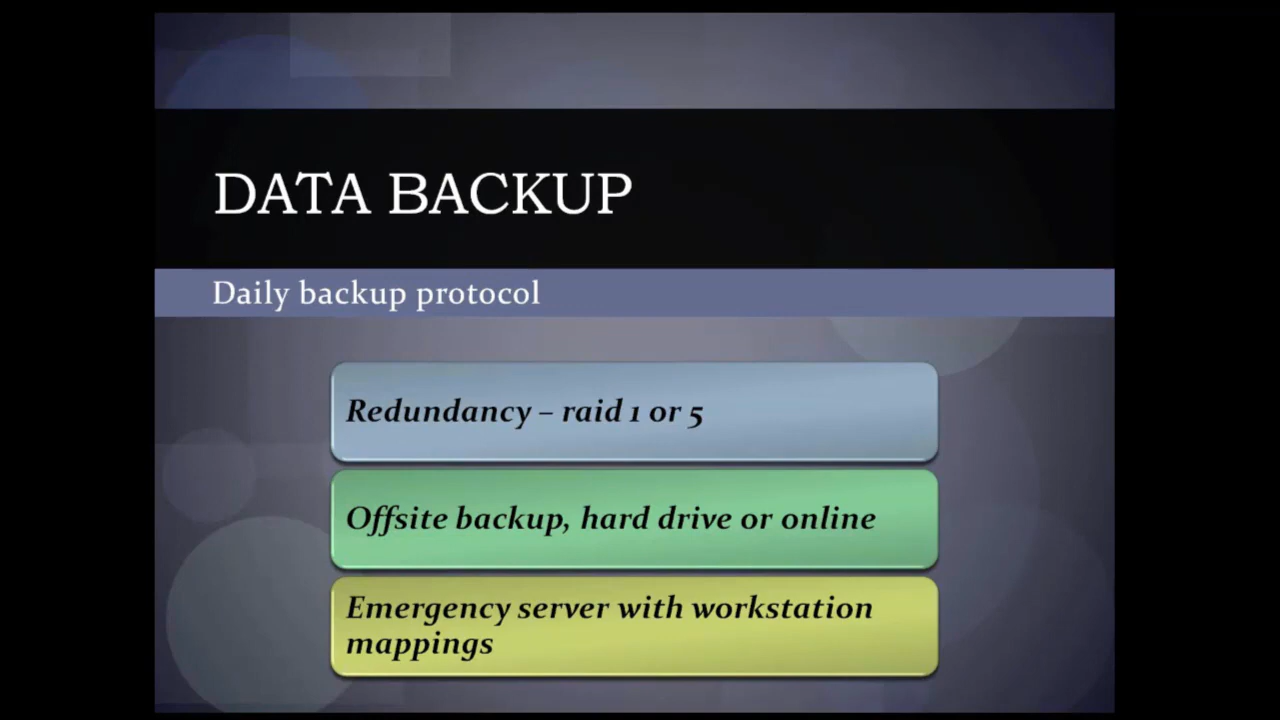 DATA BACKUP
Daily backup protocol
Redundancy – raid 1 or 5
Offsite backup, hard drive or online
Emergency server with workstation
mappings